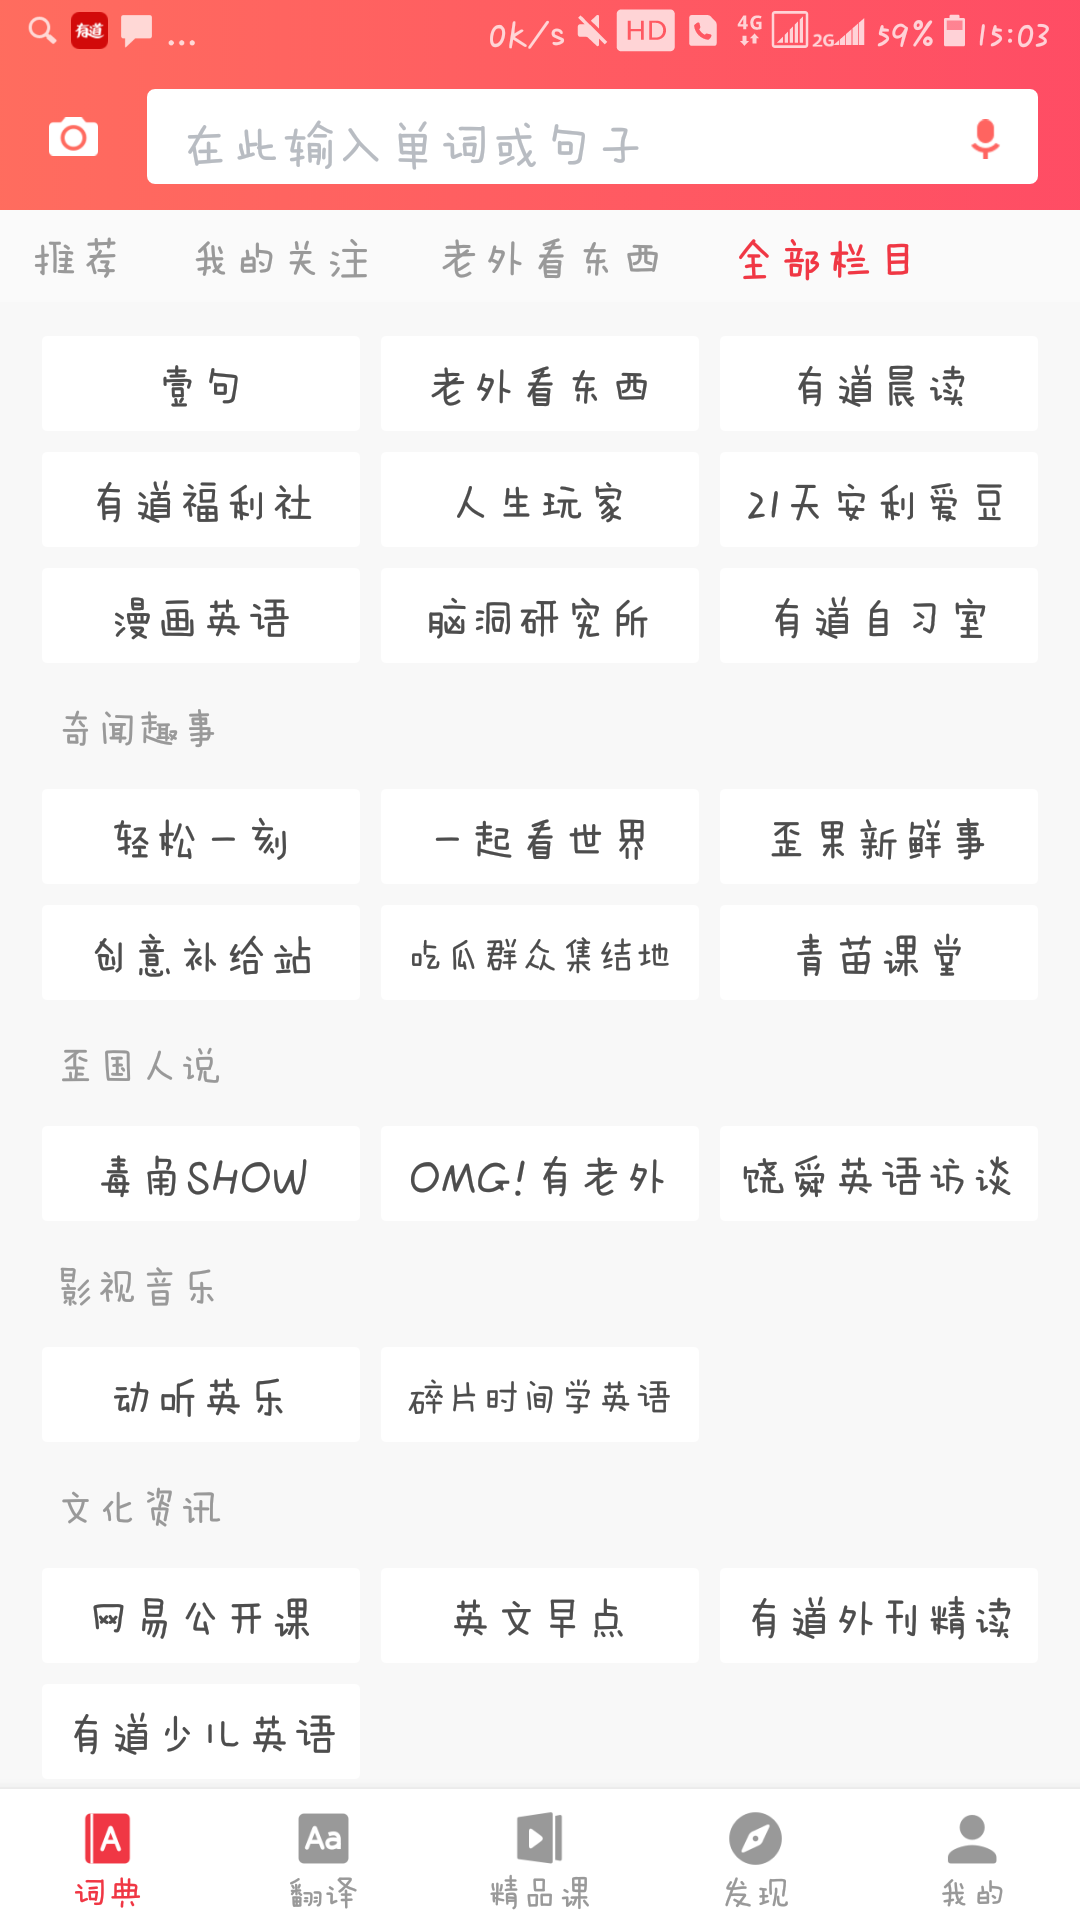 有道 ... 0K/s HD 4G 2G 59% 15:03
在此输入单词或句子
推荐 我的关注 老外看东西 全部栏目
壹句 老外看东西 有道晨读
有道福利社 人生玩家 21天安利爱豆
漫画英语 脑洞研究所 有道自习室
奇闻趣事
轻松一刻 一起看世界 歪果新鲜事
创意补给站 吃瓜群众集结地 青苗课堂
歪国人说
毒角SHOW OMG!有老外 饶舜英语访谈
影视音乐
动听英乐 碎片时间学英语
文化资讯
网易公开课 英文早点 有道外刊精读
有道少儿英语
A Aa
词典 翻译 精品课 发现 我的